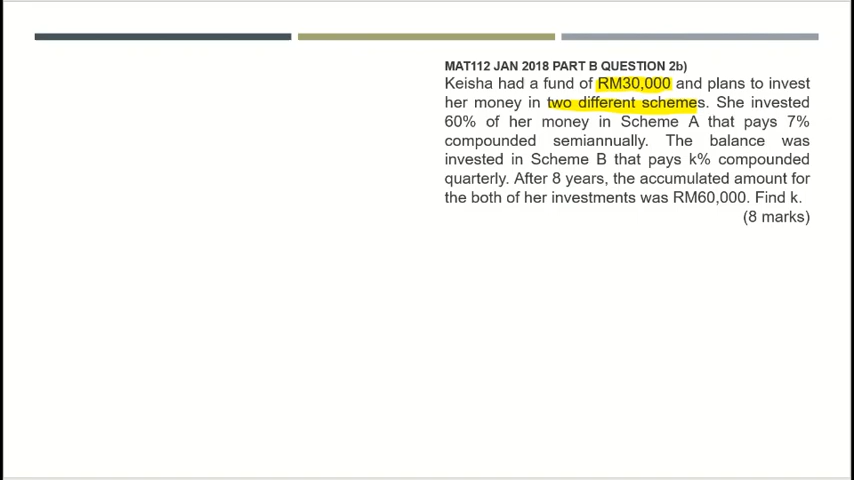 MAT112 JAN 2018 PART B QUESTION 2b)
Keisha had a fund of RM30,000 and plans to invest
her money in two different schemes. She invested
60% of her money in Scheme A that pays 7%
compounded semiannually. The balance was
invested in Scheme B that pays k% compounded
quarterly. After 8 years, the accumulated amount for
the both of her investments was RM60,000. Find k.
(8 marks)